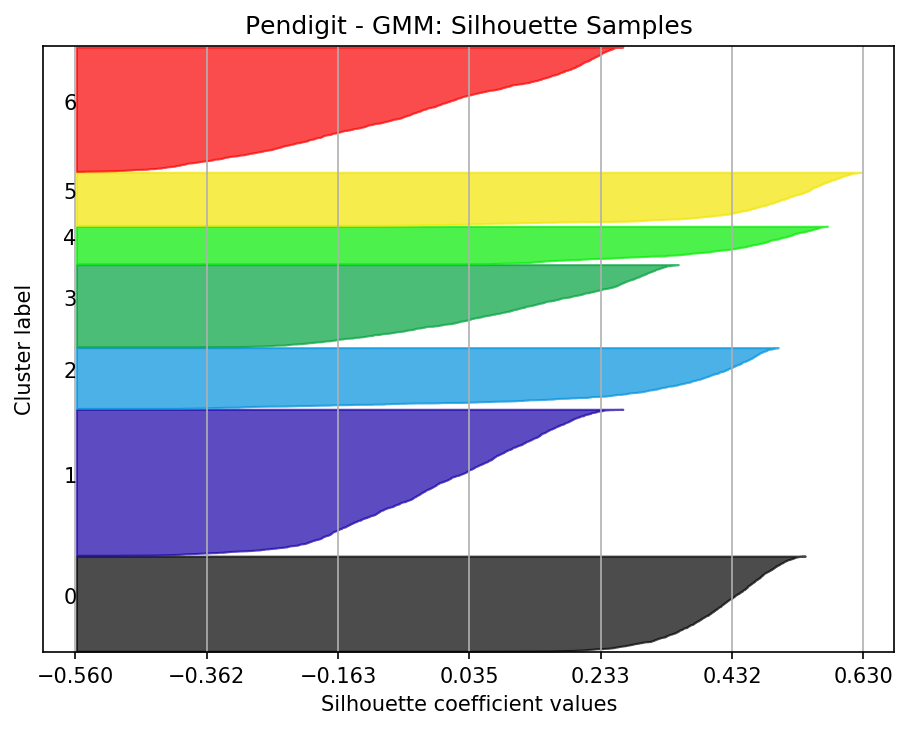 Pendigit - GMM: Silhouette Samples
6
5
4
3
2
1
0
Cluster label
−0.560 −0.362 −0.163 0.035 0.233 0.432 0.630
Silhouette coefficient values